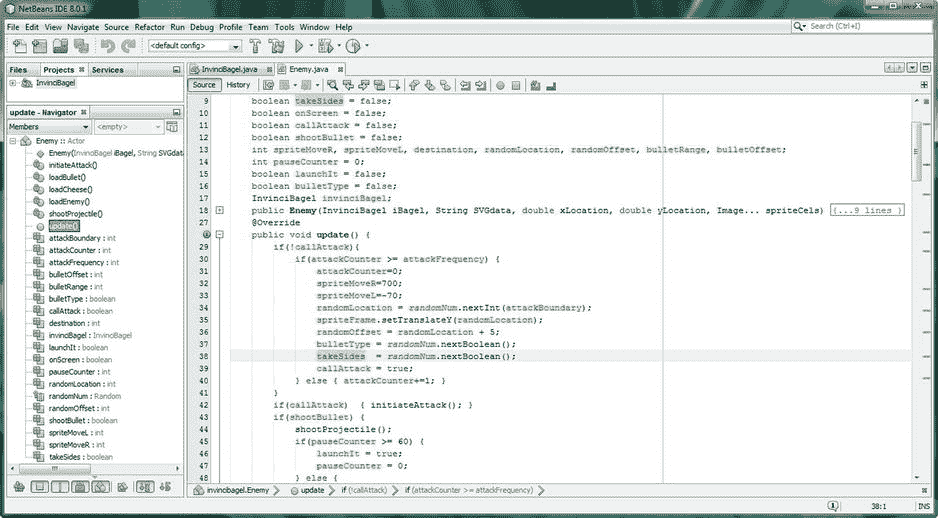 NetBeans IDE 8.0.1
File Edit View Navigate Source Refactor Run Debug Profile Team Tools Window Help
Search (Ctrl+I)
<default config>
Files Projects Services
InvinciBagel
update - Navigator
Members <empty>
Enemy :: Actor
Enemy(InvinciBagel iBagel, String SVGdata
initiateAttack()
loadBullet()
loadCheese()
loadEnemy()
shootProjectile()
update()
attackBoundary : int
attackCounter : int
attackFrequency : int
bulletOffset : int
bulletRange : int
bulletType : boolean
callAttack : boolean
destination : int
invinciBagel : InvinciBagel
launchIt : boolean
onScreen : boolean
pauseCounter : int
randomLocation : int
randomNum : Random
randomOffset : int
shootBullet : boolean
spriteMoveL : int
spriteMoveR : int
takeSides : boolean
InvinciBagel.java Enemy.java
Source History
9 boolean takeSides = false;
10 boolean onScreen = false;
11 boolean callAttack = false;
12 boolean shootBullet = false;
13 int spriteMoveR, spriteMoveL, destination, randomLocation, randomOffset, bulletRange, bulletOffset;
14 int pauseCounter = 0;
15 boolean launchIt = false;
16 boolean bulletType = false;
17 InvinciBagel invinciBagel;
18 public Enemy(InvinciBagel iBagel, String SVGdata, double xLocation, double yLocation, Image... spriteCels) {...9 lines }
27 @Override
public void update() {
29 if(!callAttack){
30 if(attackCounter >= attackFrequency) {
31 attackCounter=0;
32 spriteMoveR=700;
33 spriteMoveL=-70;
34 randomLocation = randomNum.nextInt(attackBoundary);
35 spriteFrame.setTranslateY(randomLocation);
36 randomOffset = randomLocation + 5;
37 bulletType = randomNum.nextBoolean();
38 takeSides = randomNum.nextBoolean();
39 callAttack = true;
40 } else { attackCounter+=1; }
41 }
42 if(callAttack) { initiateAttack(); }
43 if(shootBullet) {
44 shootProjectile();
45 if(pauseCounter >= 60) {
46 launchIt = true;
47 pauseCounter = 0;
48 } else {
invincibagel.Enemy update if (!callAttack) if (attackCounter >= attackFrequency)
1 38:1 INS